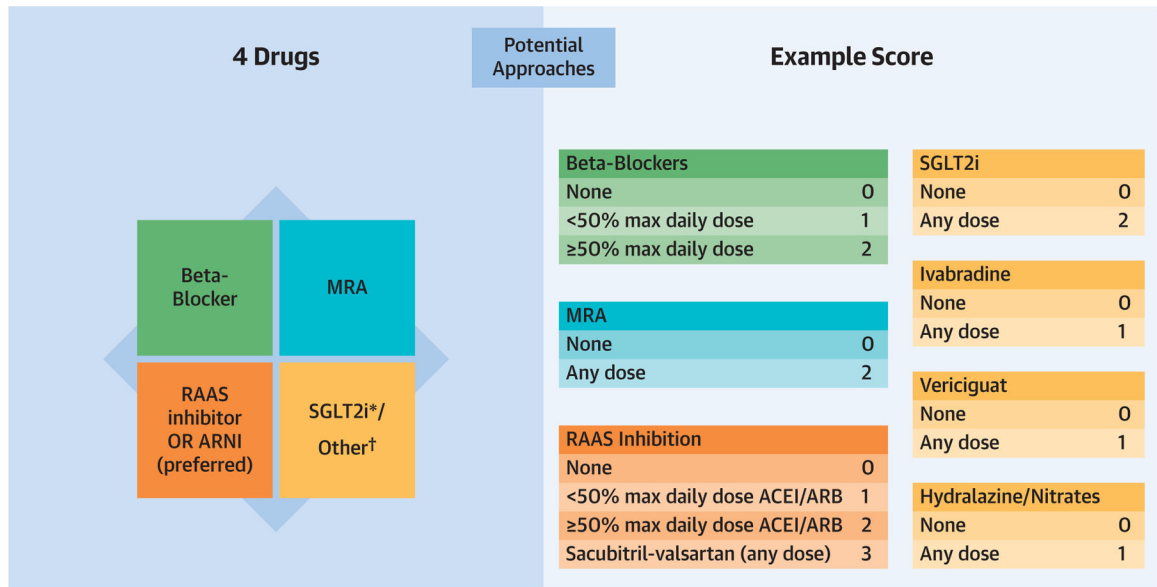 4 Drugs
Potential
Approaches
Example Score
Beta-
Blocker
MRA
RAAS
inhibitor
OR ARNI
(preferred)
SGLT2i*/
Other†
Beta-Blockers
None 0
<50% max daily dose 1
≥50% max daily dose 2
MRA
None 0
Any dose 2
RAAS Inhibition
None 0
<50% max daily dose ACEI/ARB 1
≥50% max daily dose ACEI/ARB 2
Sacubitril-valsartan (any dose) 3
SGLT2i
None 0
Any dose 2
Ivabradine
None 0
Any dose 1
Vericiguat
None 0
Any dose 1
Hydralazine/Nitrates
None 0
Any dose 1